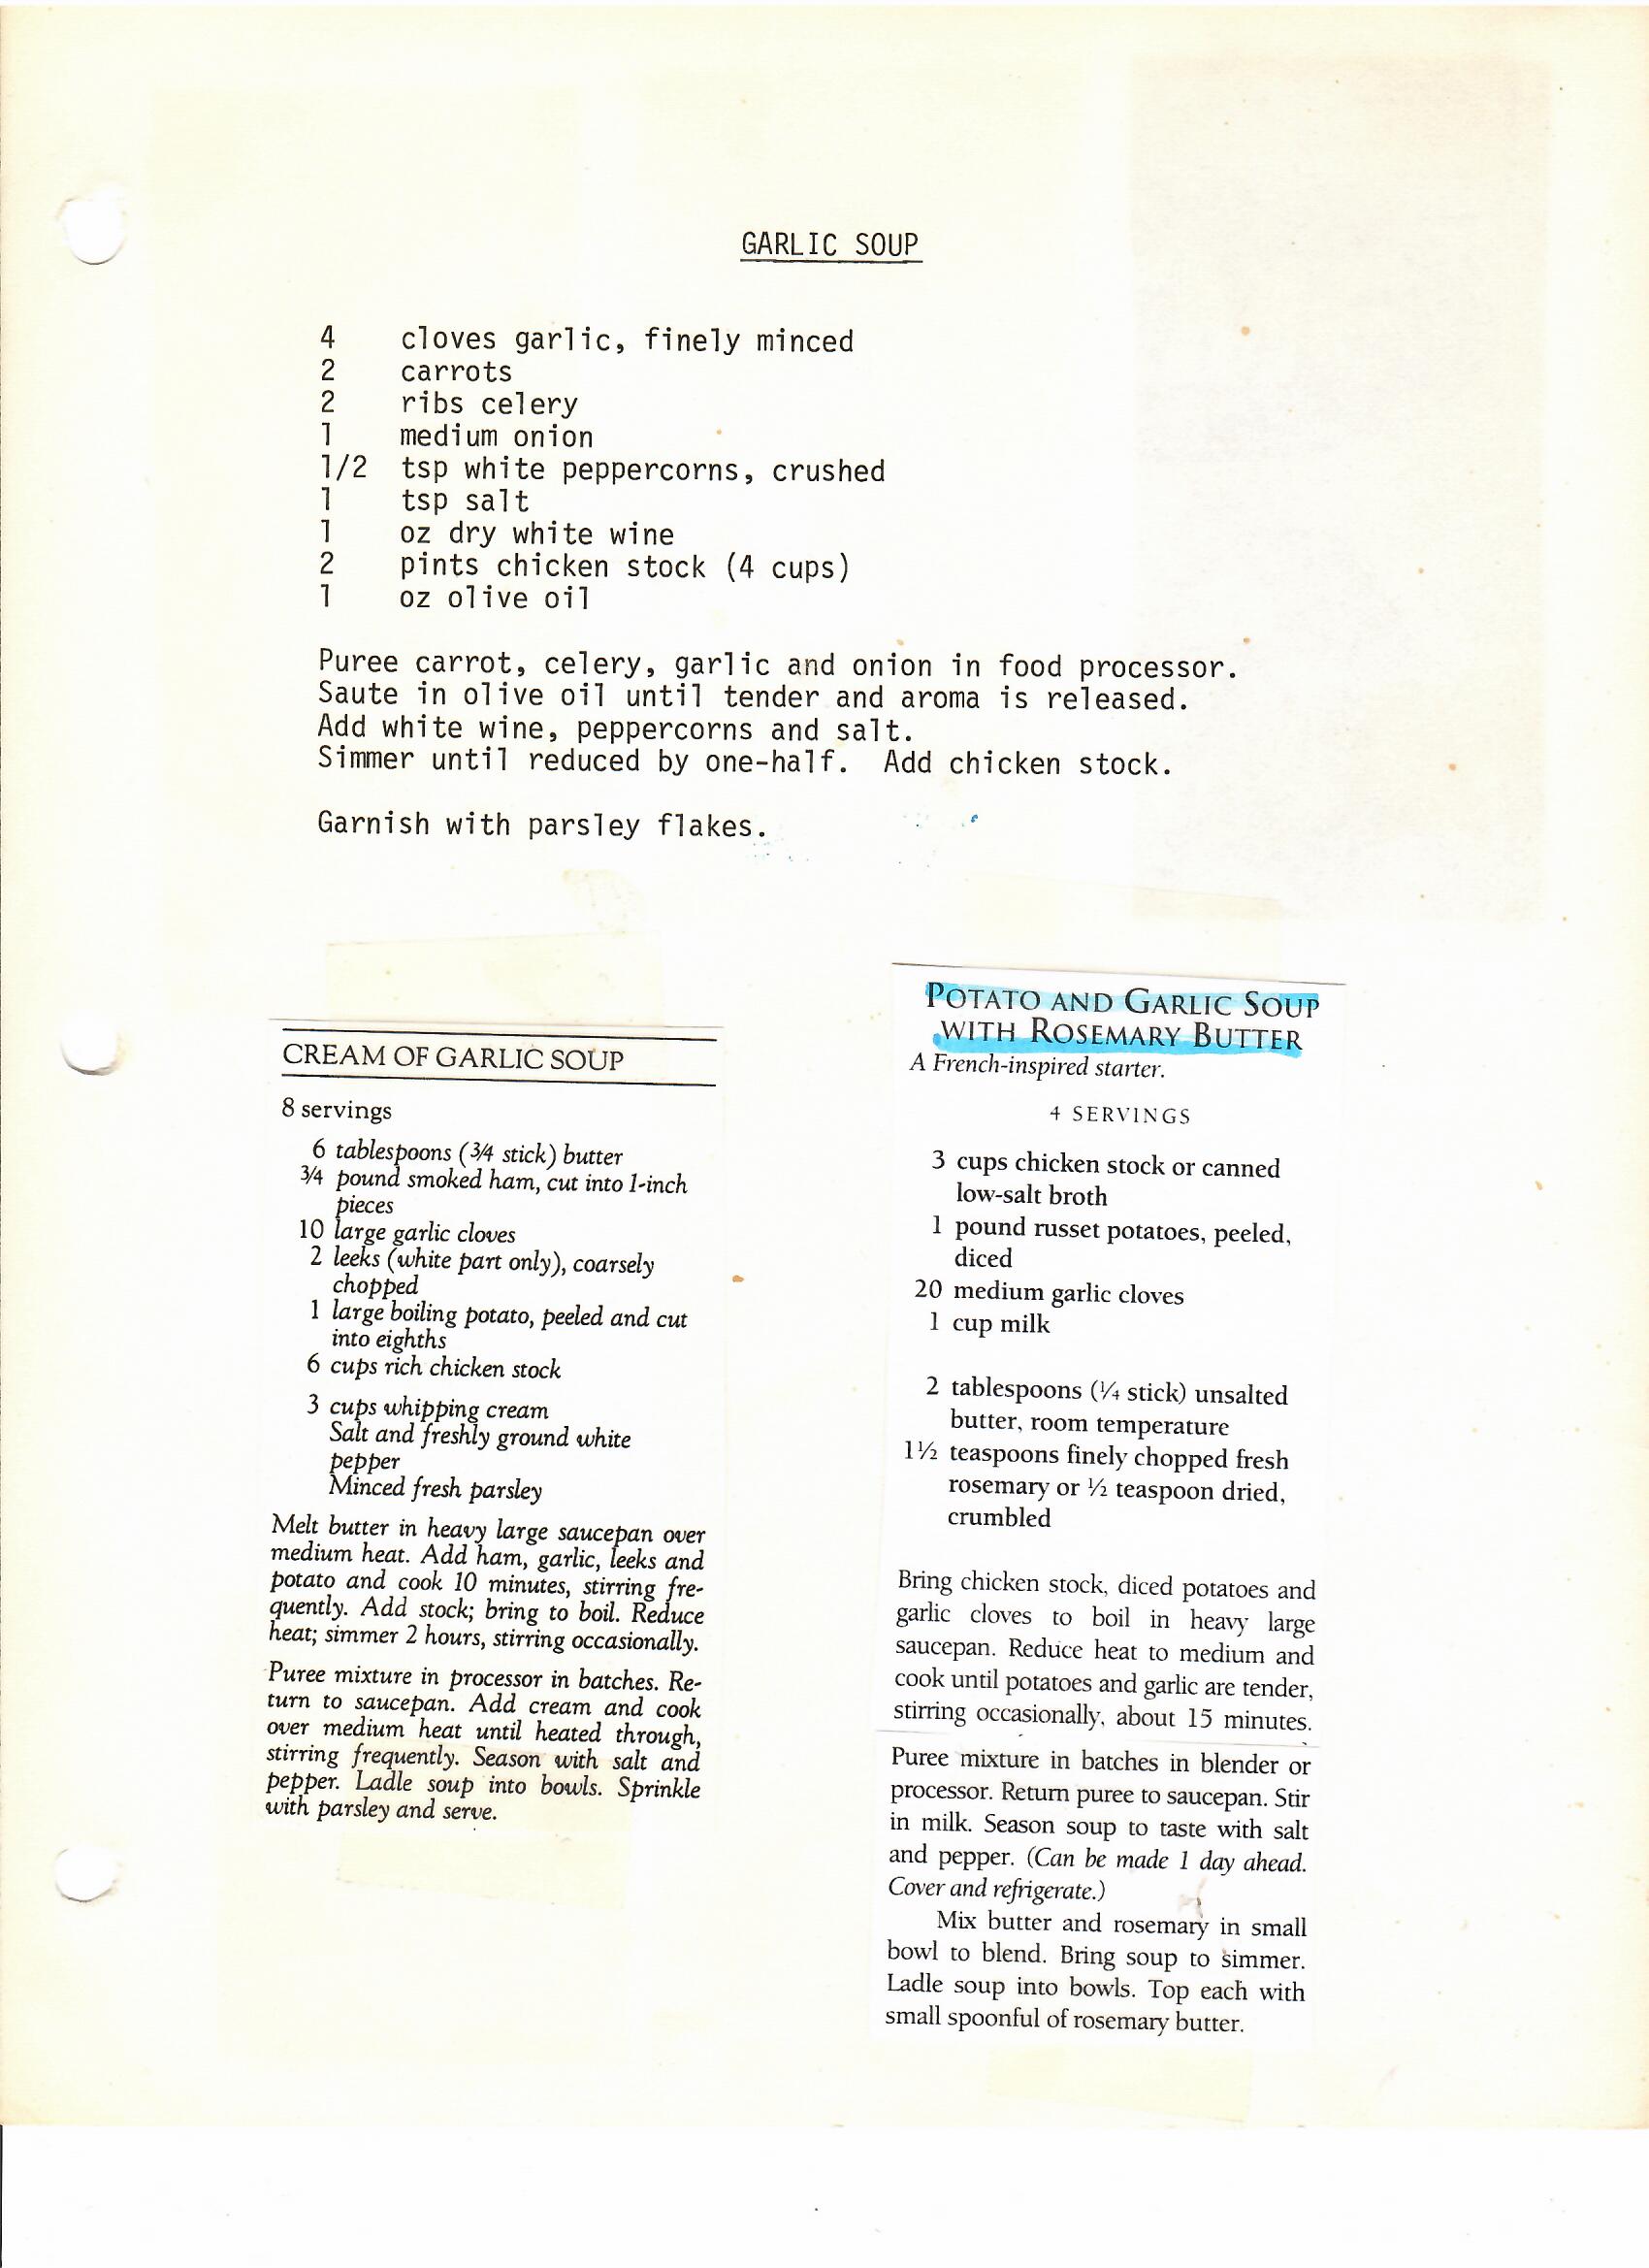 GARLIC SOUP
4 cloves garlic, finely minced
2 carrots
2 ribs celery
1 medium onion
1/2 tsp white peppercorns, crushed
1 tsp salt
1 oz dry white wine
2 pints chicken stock (4 cups)
1 oz olive oil
Puree carrot, celery, garlic and onion in food processor.
Saute in olive oil until tender and aroma is released.
Add white wine, peppercorns and salt.
Simmer until reduced by one-half. Add chicken stock.
Garnish with parsley flakes.
CREAM OF GARLIC SOUP
8 servings
6 tablespoons (3/4 stick) butter
3/4 pound smoked ham, cut into 1-inch
pieces
10 large garlic cloves
2 leeks (white part only), coarsely
chopped
1 large boiling potato, peeled and cut
into eighths
6 cups rich chicken stock
3 cups whipping cream
Salt and freshly ground white
pepper
Minced fresh parsley
Melt butter in heavy large saucepan over
medium heat. Add ham, garlic, leeks and
potato and cook 10 minutes, stirring fre-
quently. Add stock; bring to boil. Reduce
heat; simmer 2 hours, stirring occasionally.
Puree mixture in processor in batches. Re-
turn to saucepan. Add cream and cook
over medium heat until heated through,
stirring frequently. Season with salt and
pepper. Ladle soup into bowls. Sprinkle
with parsley and serve.
POTATO AND GARLIC SOUP
WITH ROSEMARY BUTTER
A French-inspired starter.
4 SERVINGS
3 cups chicken stock or canned
low-salt broth
1 pound russet potatoes, peeled,
diced
20 medium garlic cloves
1 cup milk
2 tablespoons (1/4 stick) unsalted
butter, room temperature
1 1/2 teaspoons finely chopped fresh
rosemary or 1/2 teaspoon dried,
crumbled
Bring chicken stock, diced potatoes and
garlic cloves to boil in heavy large
saucepan. Reduce heat to medium and
cook until potatoes and garlic are tender,
stirring occasionally, about 15 minutes.
Puree mixture in batches in blender or
processor. Return puree to saucepan. Stir
in milk. Season soup to taste with salt
and pepper. (Can be made 1 day ahead.
Cover and refrigerate.)
Mix butter and rosemary in small
bowl to blend. Bring soup to simmer.
Ladle soup into bowls. Top each with
small spoonful of rosemary butter.